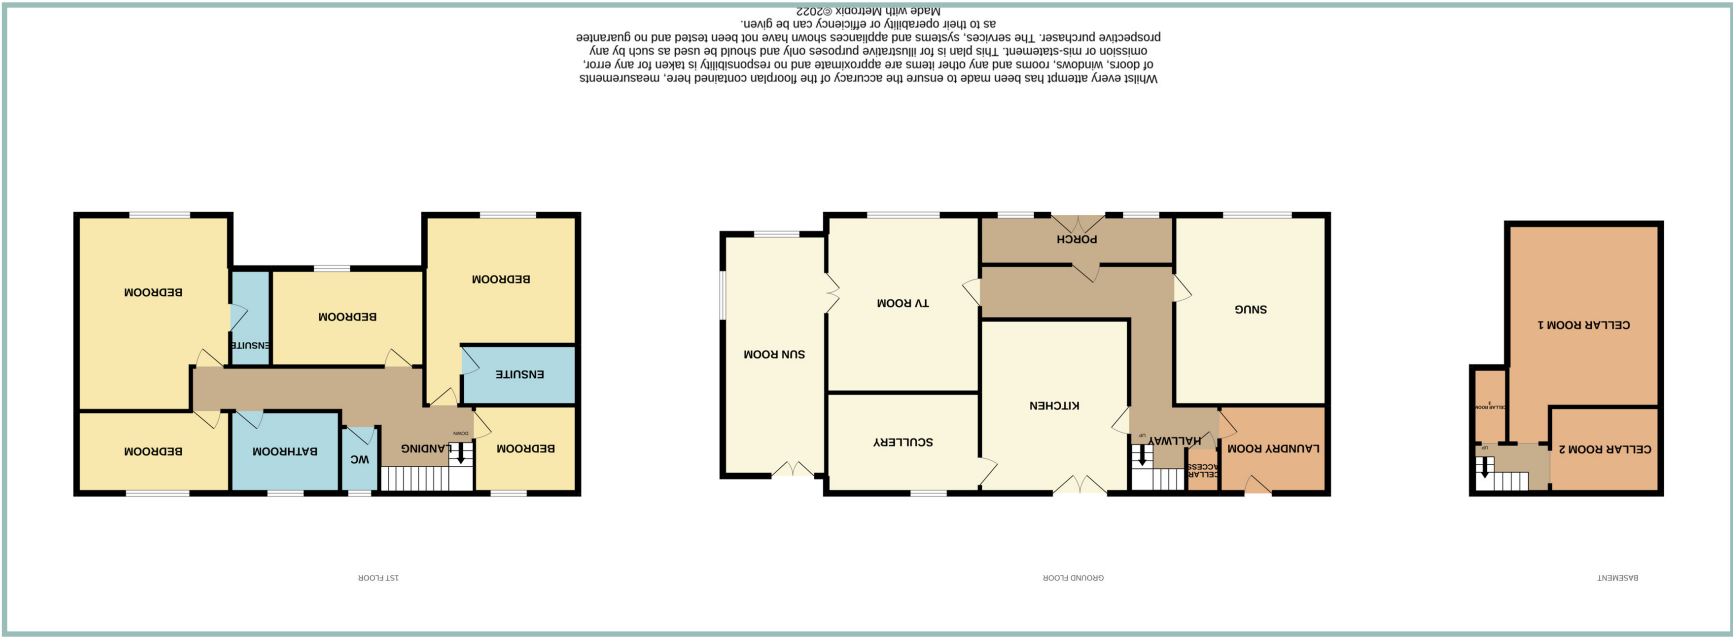 BASEMENT
GROUND FLOOR
1ST FLOOR
CELLAR ROOM 2
UP
CELLAR ROOM
3
CELLAR ROOM 1
LAUNDRY ROOM
CELLAR
ACCESS
HALLWAY
UP
KITCHEN
SCULLERY
SNUG
TV ROOM
SUN ROOM
PORCH
BEDROOM
LANDING
DOWN
WC
BATHROOM
BEDROOM
ENSUITE
BEDROOM
BEDROOM
ENSUITE
BEDROOM
Whilst every attempt has been made to ensure the accuracy of the floorplan contained here, measurements
of doors, windows, rooms and any other items are approximate and no responsibility is taken for any error,
omission or mis-statement. This plan is for illustrative purposes only and should be used as such by any
prospective purchaser. The services, systems and appliances shown have not been tested and no guarantee
as to their operability or efficiency can be given.
Made with Metropix ©2022